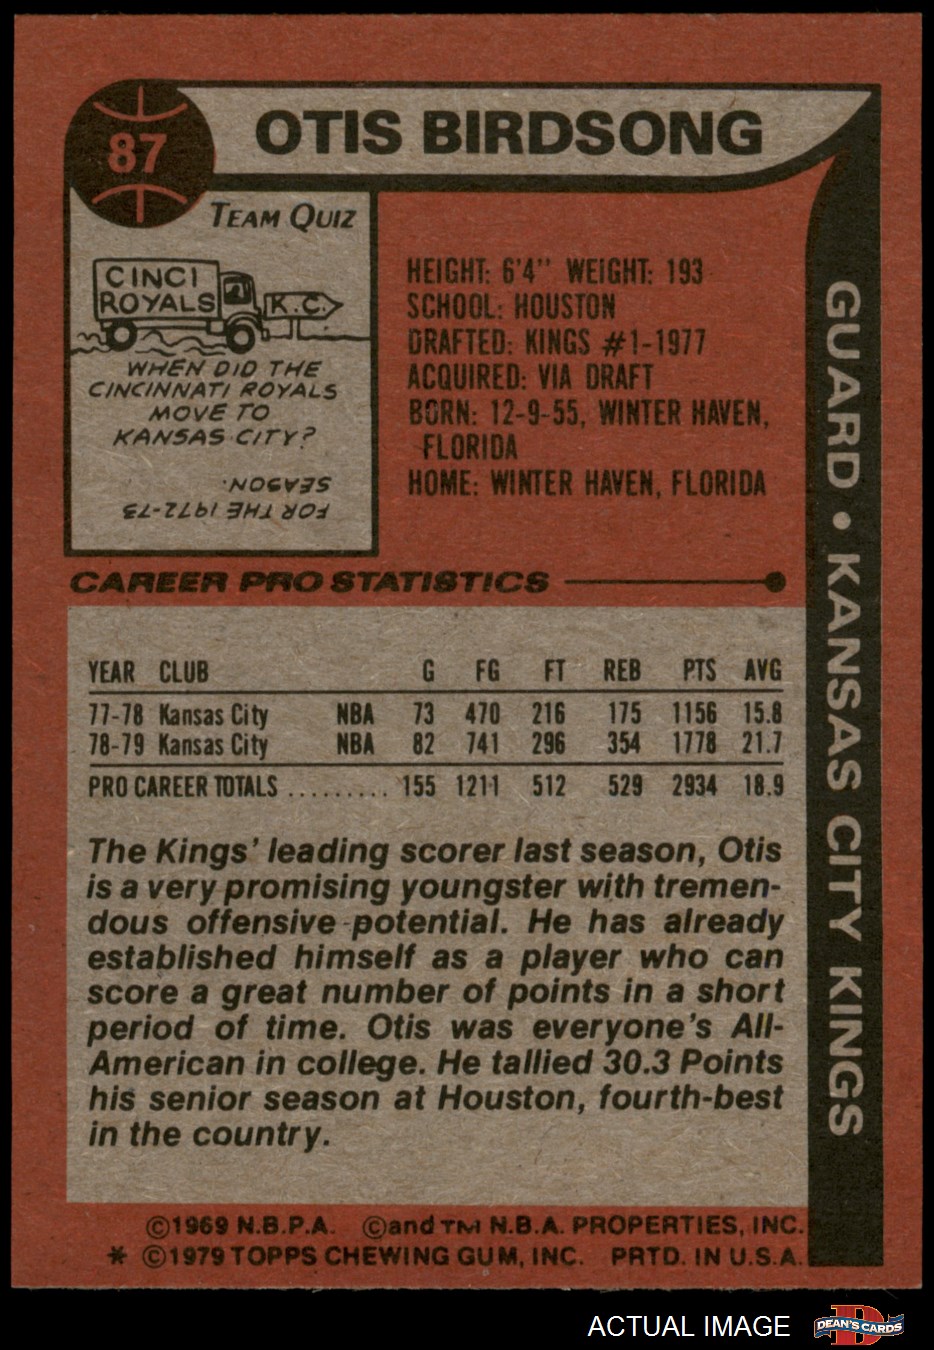 87
OTIS BIRDSONG
TEAM QUIZ
CINCI
ROYALS
K.C.
WHEN DID THE
CINCINNATI ROYALS
MOVE TO
KANSAS CITY?
FOR THE 1972-73
SEASON.
HEIGHT: 6'4" WEIGHT: 193
SCHOOL: HOUSTON
DRAFTED: KINGS #1-1977
ACQUIRED: VIA DRAFT
BORN: 12-9-55, WINTER HAVEN,
FLORIDA
HOME: WINTER HAVEN, FLORIDA
GUARD • KANSAS CITY KINGS
CAREER PRO STATISTICS
YEAR CLUB G FG FT REB PTS AVG
77-78 Kansas City NBA 73 470 216 175 1156 15.8
78-79 Kansas City NBA 82 741 296 354 1778 21.7
PRO CAREER TOTALS ......... 155 1211 512 529 2934 18.9
The Kings' leading scorer last season, Otis
is a very promising youngster with tremen-
dous offensive potential. He has already
established himself as a player who can
score a great number of points in a short
period of time. Otis was everyone's All-
American in college. He tallied 30.3 Points
his senior season at Houston, fourth-best
in the country.
©1969 N.B.P.A. ©and TM N.B.A. PROPERTIES, INC.
* ©1979 TOPPS CHEWING GUM, INC. PRTD. IN U.S.A.
ACTUAL IMAGE
DEAN'S CARDS